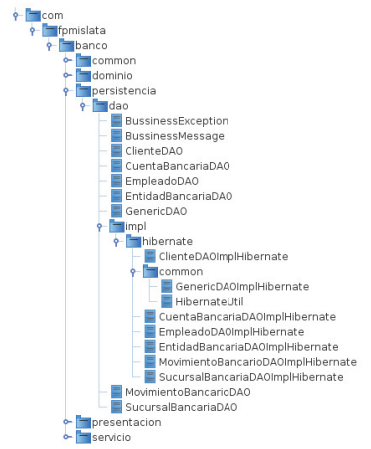 com
fpmislata
banco
common
dominio
persistencia
dao
BussinessException
BussinessMessage
ClienteDAO
CuentaBancariaDAO
EmpleadoDAO
EntidadBancariaDAO
GenericDAO
impl
hibernate
ClienteDAOImplHibernate
common
GenericDAOImplHibernate
HibernateUtil
CuentaBancariaDAOImplHibernate
EmpleadoDAOImplHibernate
EntidadBancariaDAOImplHibernate
MovimientoBancarioDAOImplHibernate
SucursalBancariaDAOImplHibernate
MovimientoBancaricDAO
SucursalBancariaDAO
presentacion
servicio